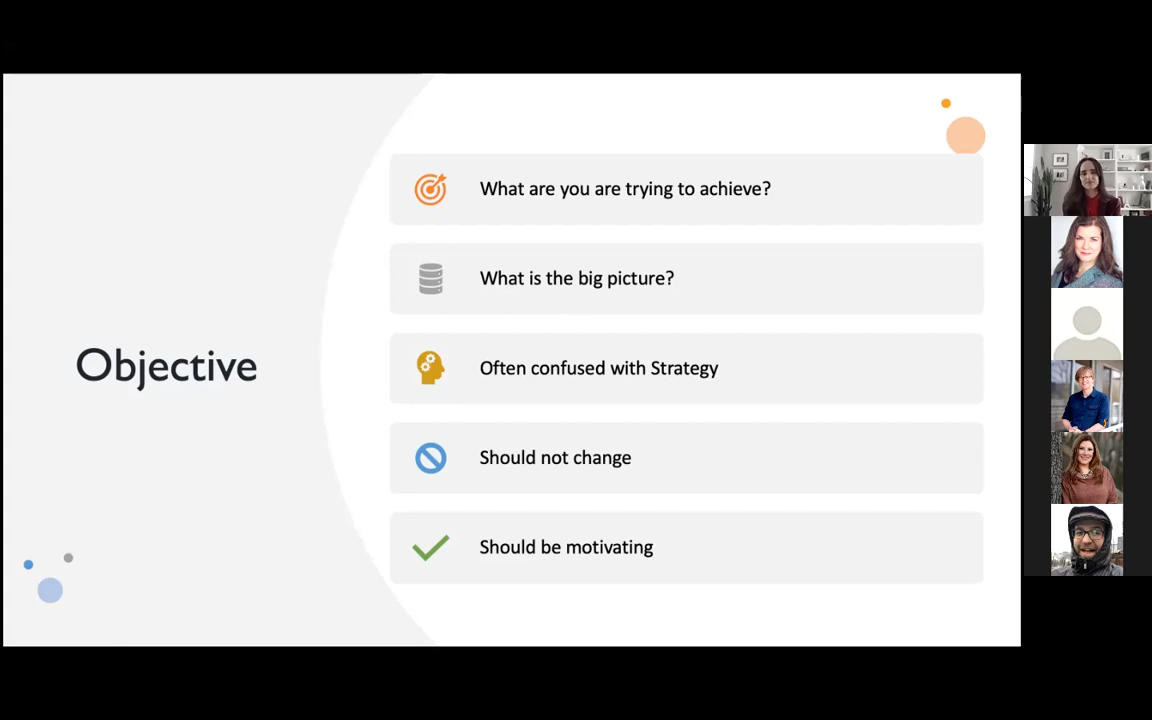 Objective
What are you are trying to achieve?
What is the big picture?
Often confused with Strategy
Should not change
Should be motivating